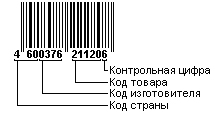 4 600376 211206
Контрольная цифра
Код товара
Код изготовителя
Код страны